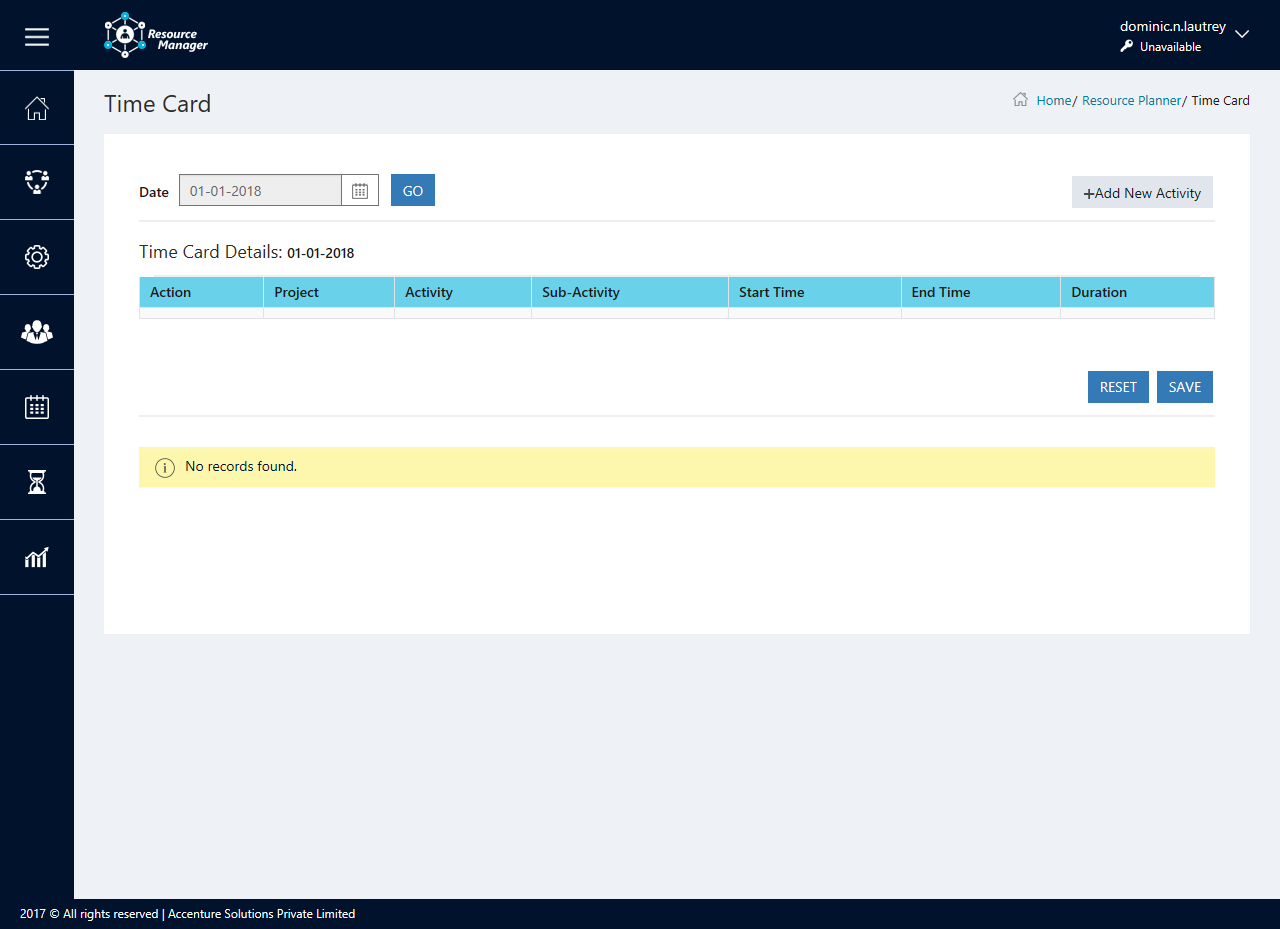 Resource
Manager
dominic.n.lautrey
Unavailable
Time Card
Home/ Resource Planner/ Time Card
Date 01-01-2018 GO
+Add New Activity
Time Card Details: 01-01-2018
Action Project Activity Sub-Activity Start Time End Time Duration
RESET SAVE
No records found.
2017 © All rights reserved | Accenture Solutions Private Limited